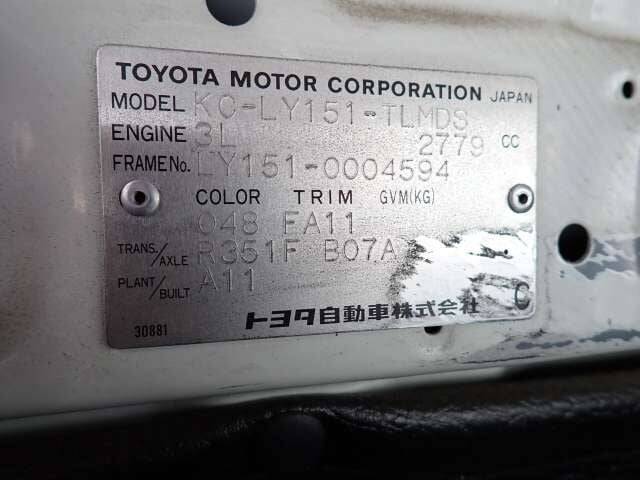 TOYOTA MOTOR CORPORATION JAPAN
MODEL KC-LY151-TLMDS
ENGINE 3L 2779 CC
FRAME No. LY151-0004594
COLOR TRIM GVM(KG)
048 FA11
TRANS./AXLE R351F B07A
PLANT/BUILT A11
C
30881 トヨタ自動車株式会社